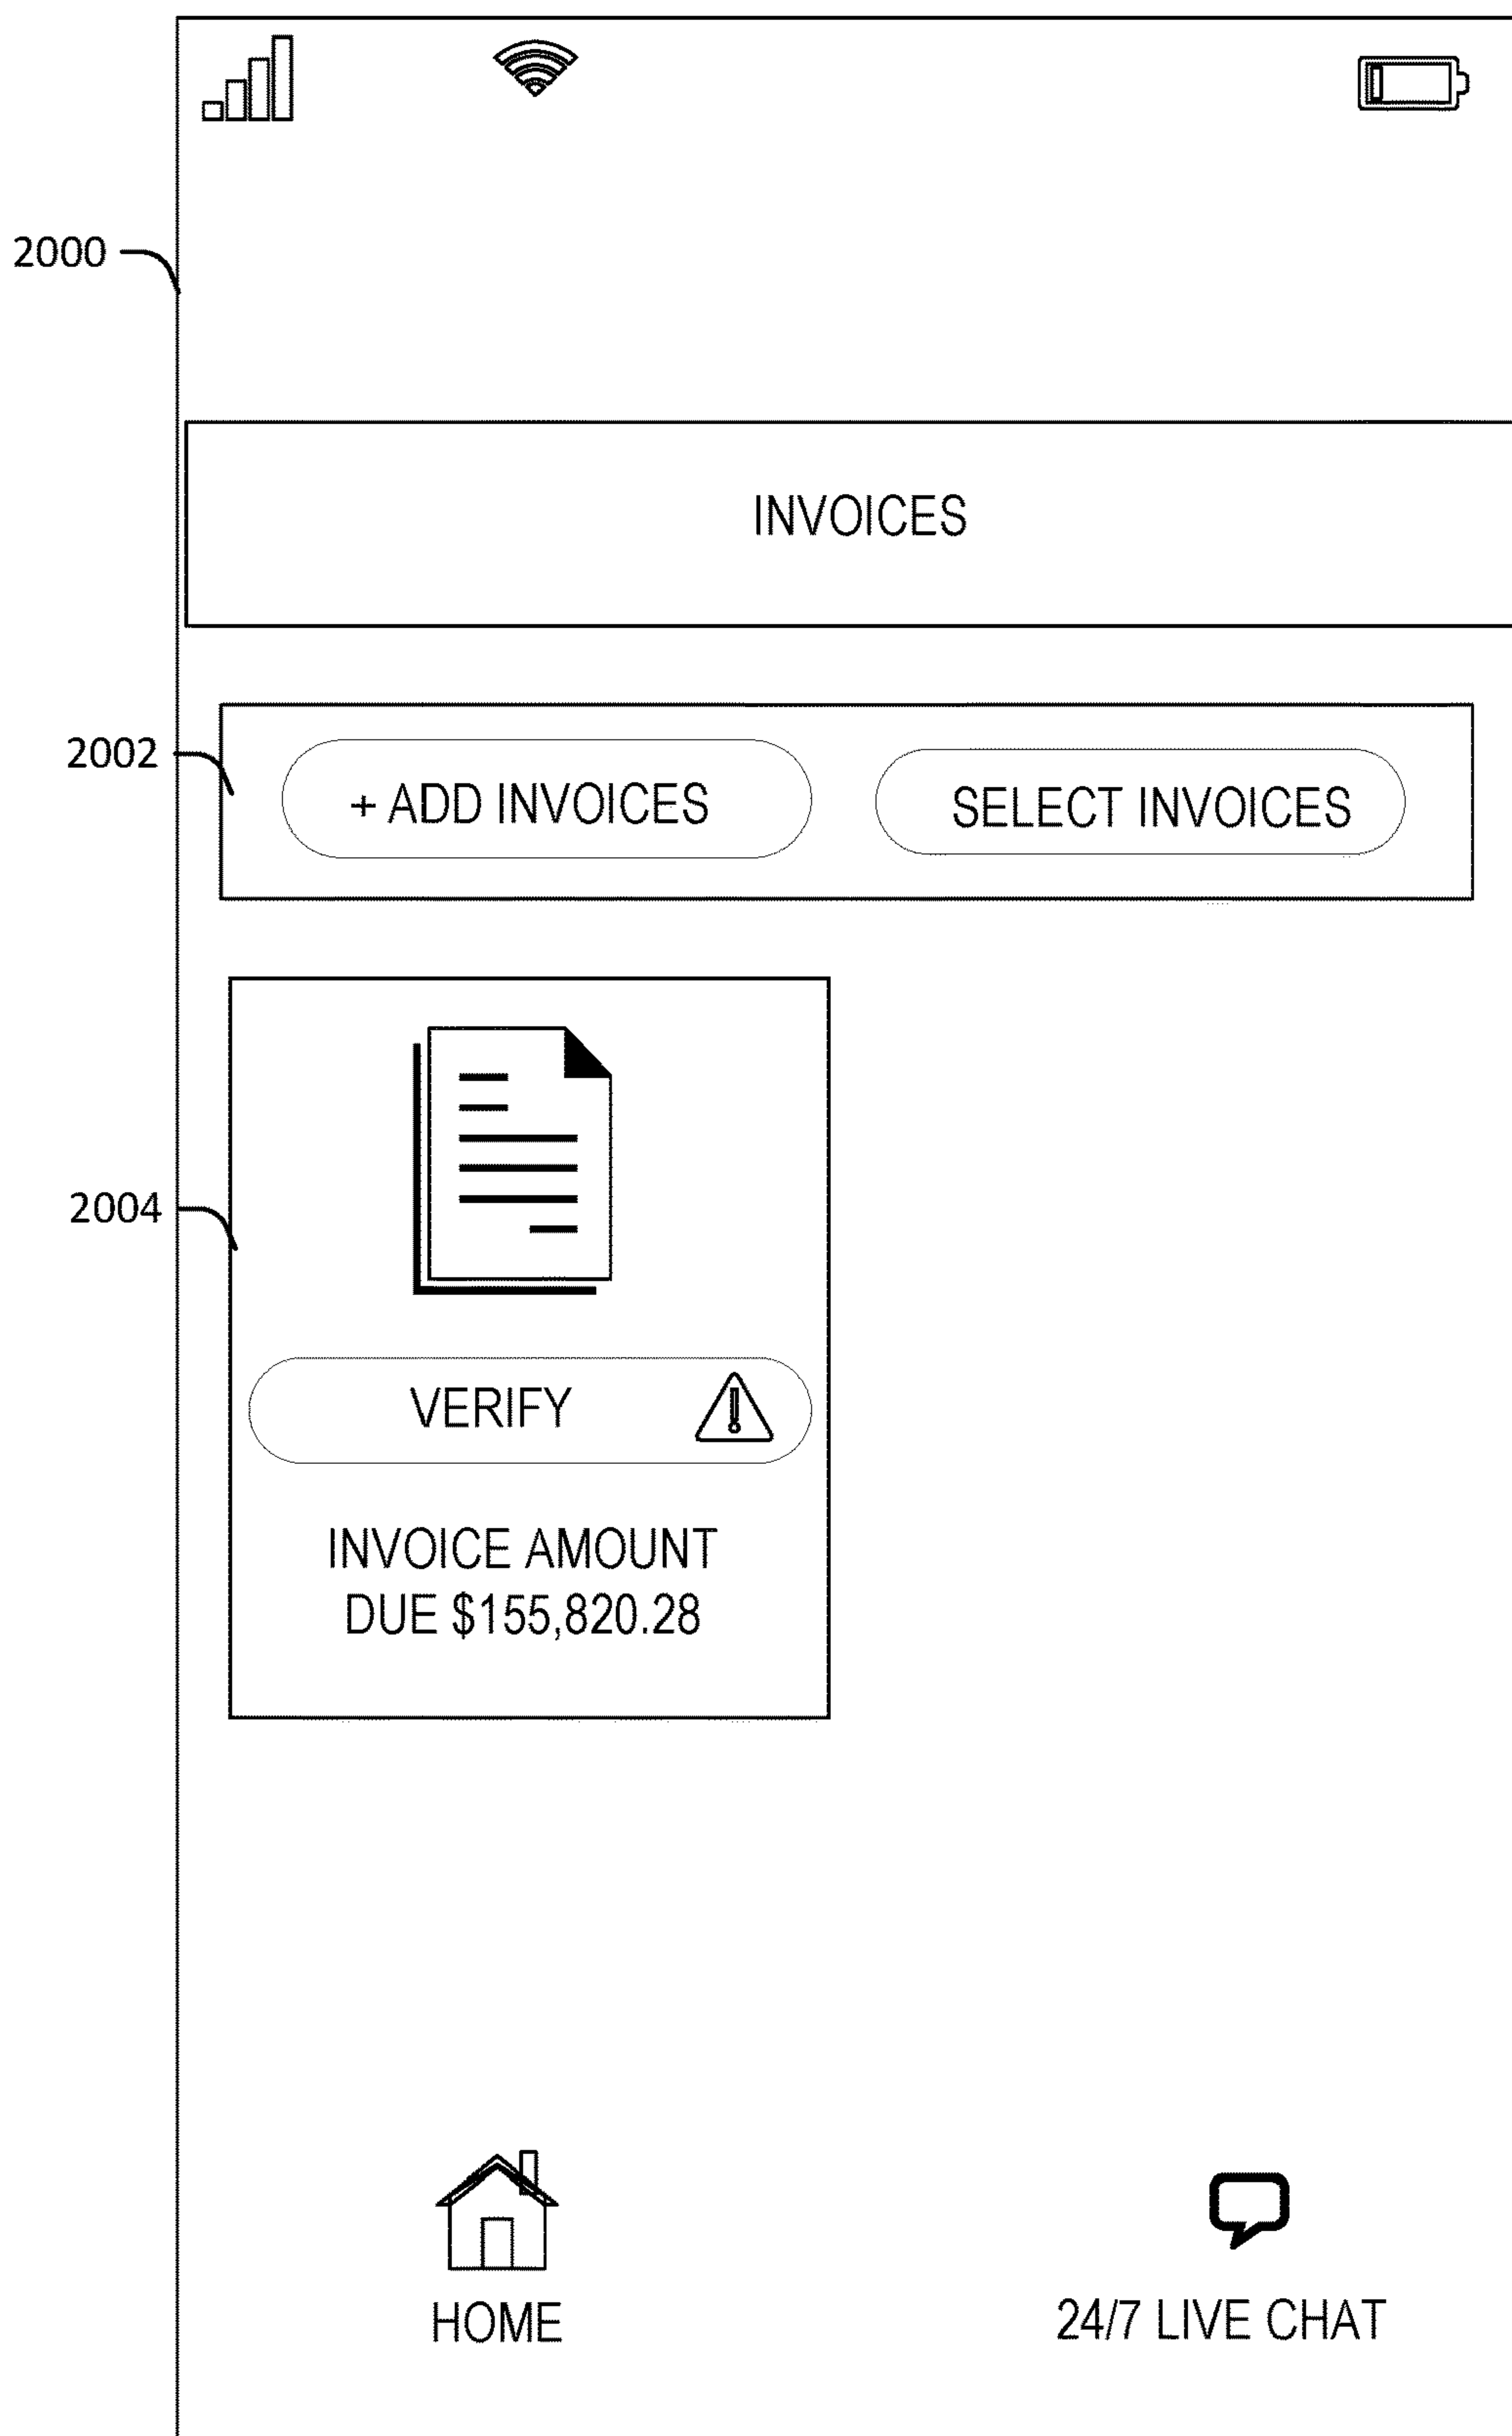 2000
INVOICES
2002
+ ADD INVOICES
SELECT INVOICES
2004
VERIFY
INVOICE AMOUNT
DUE $155,820.28
HOME
24/7 LIVE CHAT